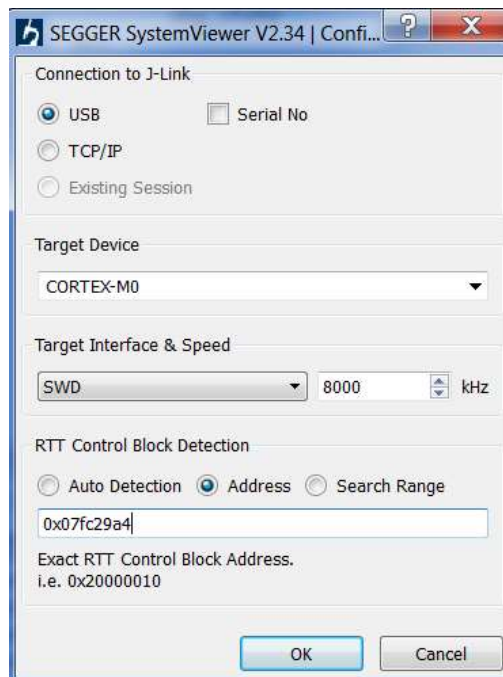 SEGGER SystemViewer V2.34 | Confi...
Connection to J-Link
USB Serial No
TCP/IP
Existing Session
Target Device
CORTEX-M0
Target Interface & Speed
SWD 8000 kHz
RTT Control Block Detection
Auto Detection Address Search Range
0x07fc29a4
Exact RTT Control Block Address.
i.e. 0x20000010
OK Cancel